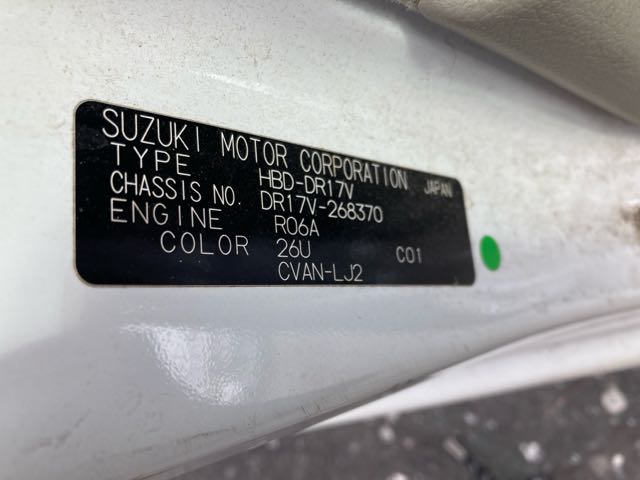 SUZUKI MOTOR CORPORATION JAPAN
TYPE HBD-DR17V
CHASSIS NO. DR17V-268370
ENGINE R06A
COLOR 26U C01
CVAN-LJ2